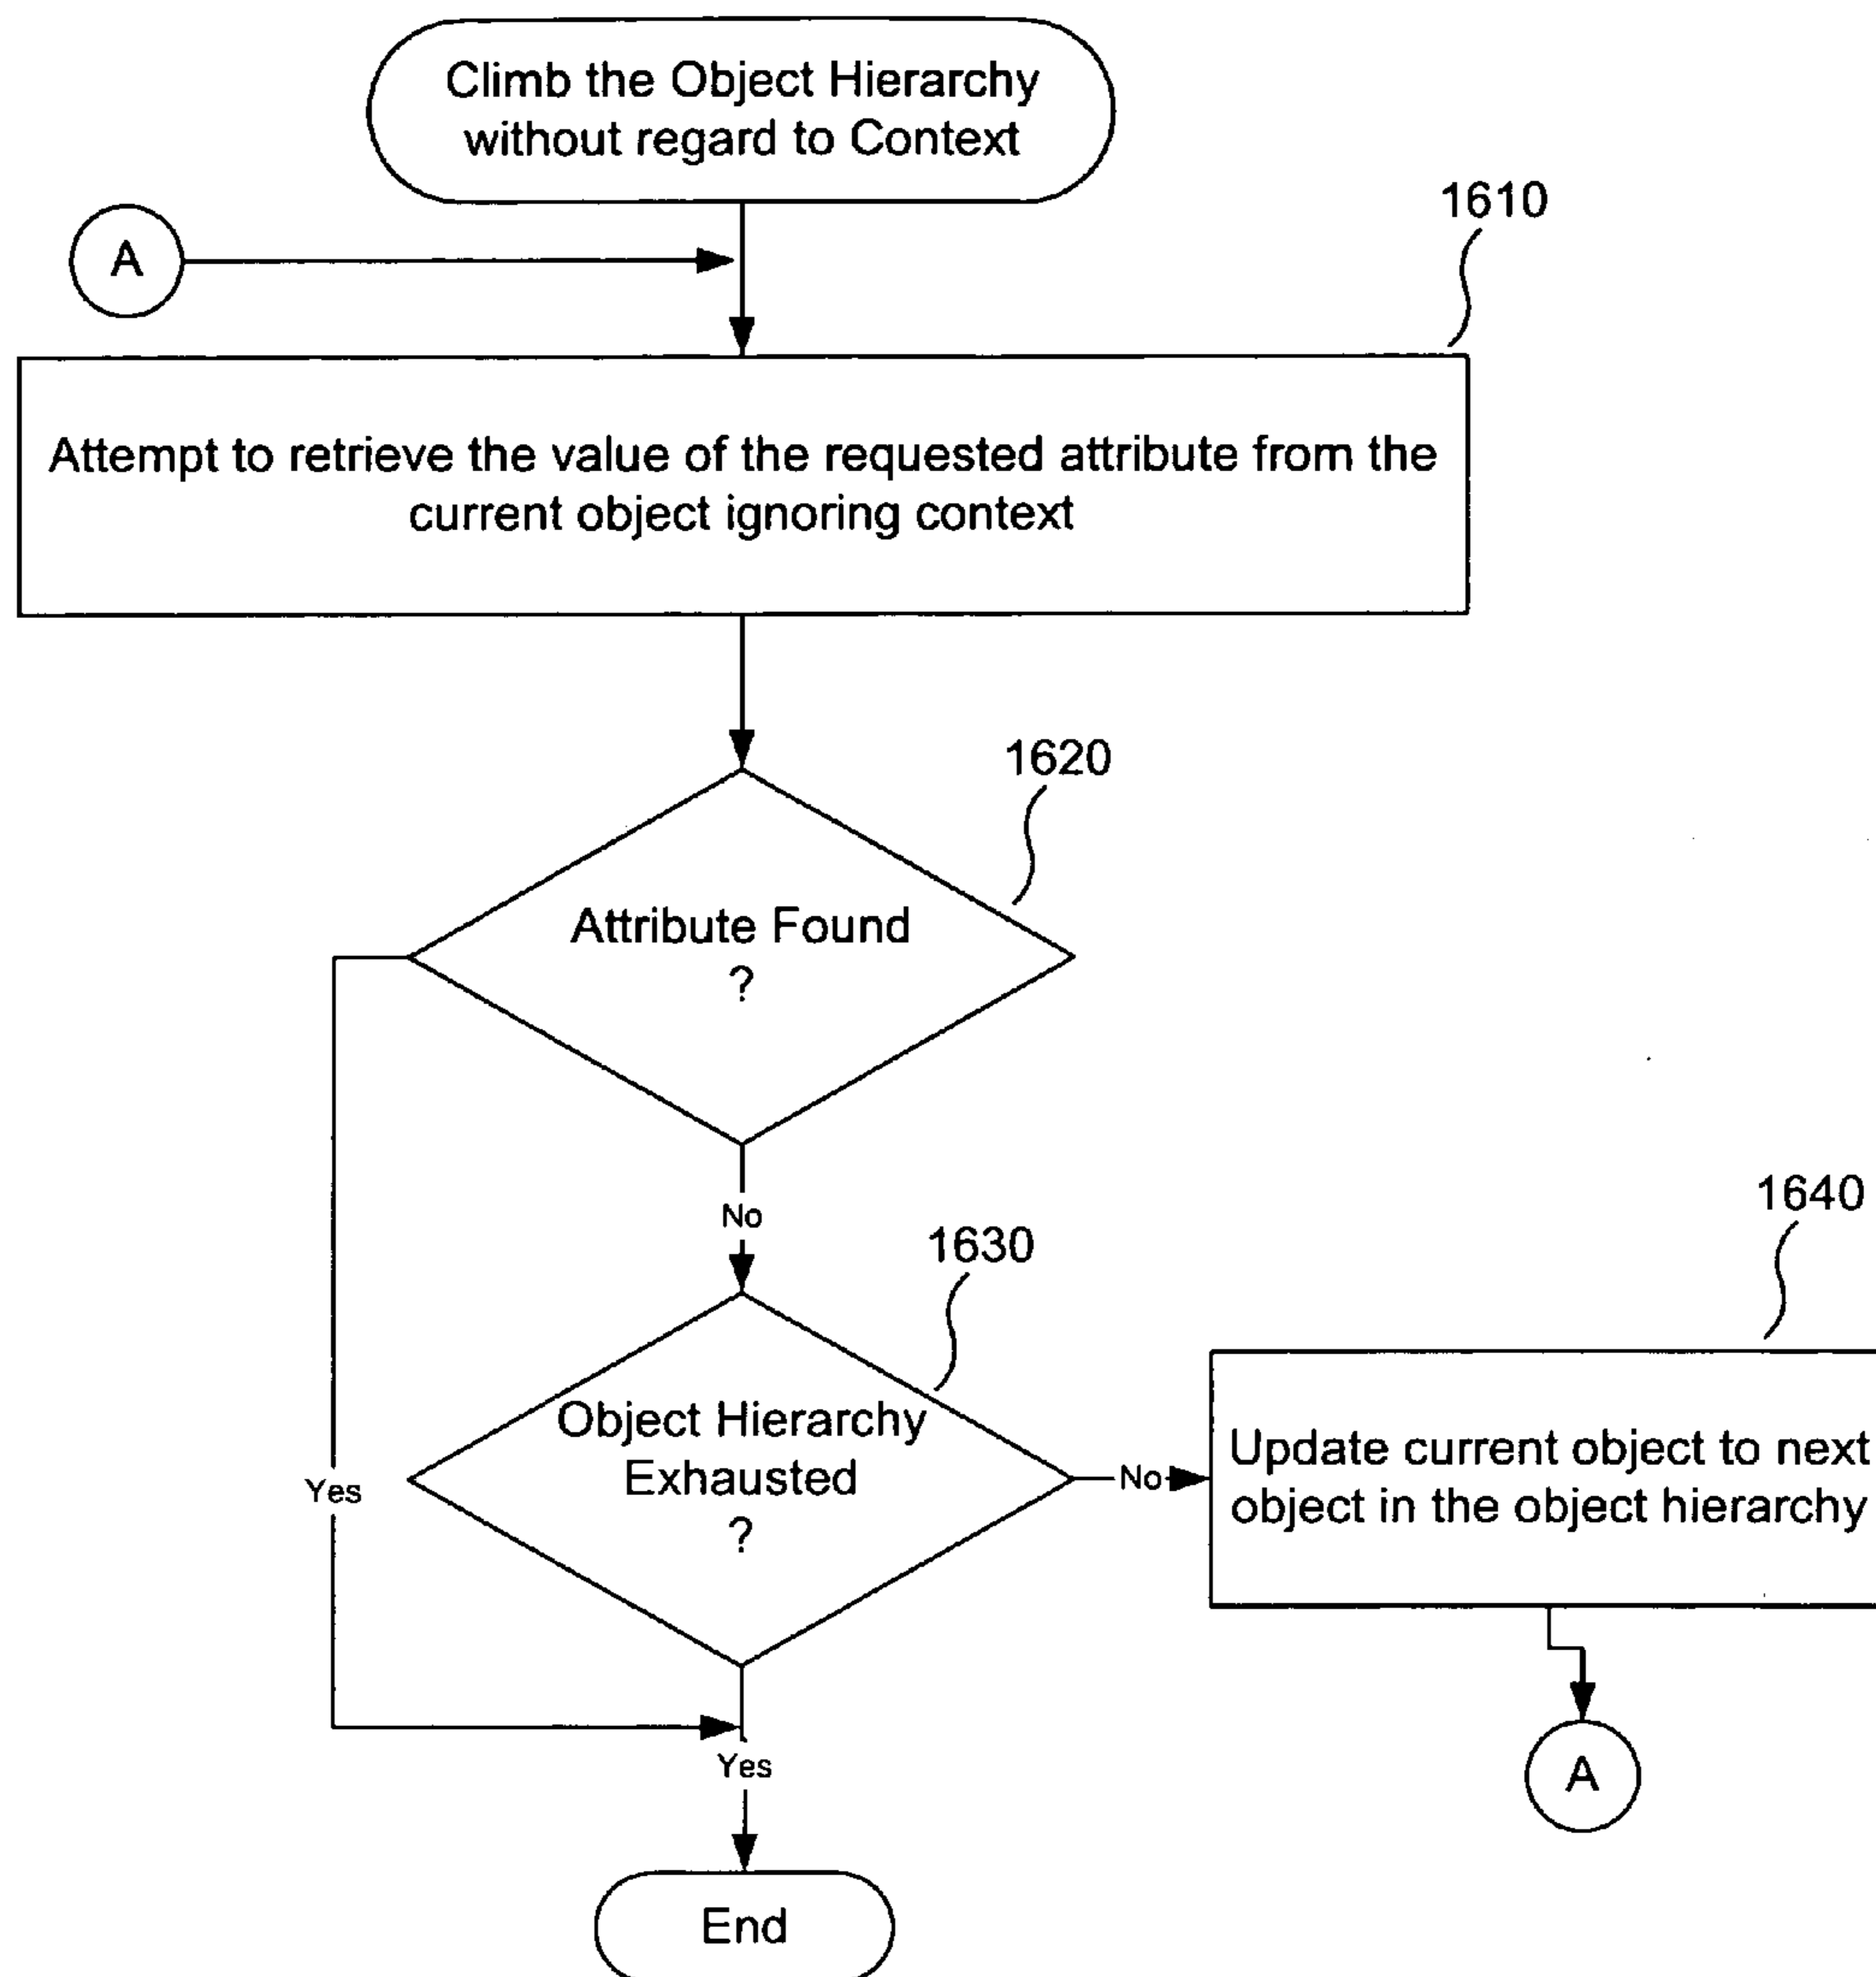 Climb the Object Hierarchy
without regard to Context
A
1610
Attempt to retrieve the value of the requested attribute from the
current object ignoring context
1620
Attribute Found
?
No
1630
1640
Object Hierarchy
Exhausted
?
Yes
No
Update current object to next
object in the object hierarchy
Yes
A
End